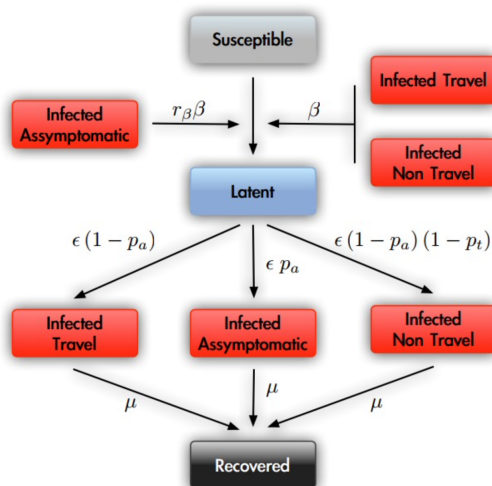 Susceptible
Infected Travel
Infected
Assymptomatic
r_β β
β
Infected
Non Travel
Latent
ϵ (1 − p_a)
ϵ p_a
ϵ (1 − p_a) (1 − p_t)
Infected
Travel
Infected
Assymptomatic
Infected
Non Travel
μ
μ
μ
Recovered